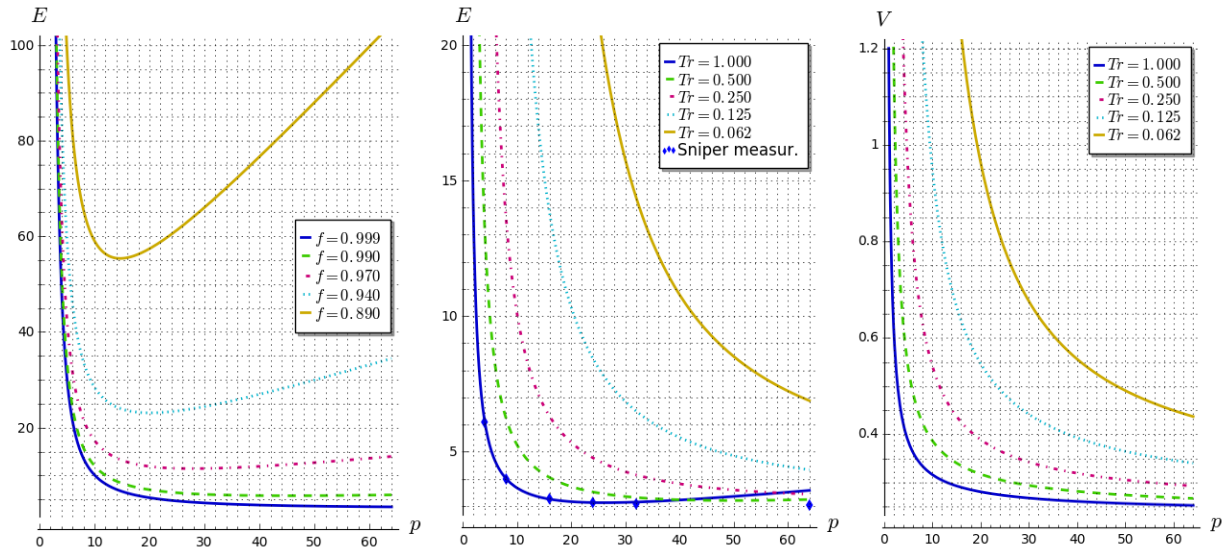 E
100
80
60
40
20
0
10
20
30
40
50
60
p
f = 0.999
f = 0.990
f = 0.970
f = 0.940
f = 0.890
E
20
15
10
5
0
10
20
30
40
50
60
p
Tr = 1.000
Tr = 0.500
Tr = 0.250
Tr = 0.125
Tr = 0.062
Sniper measur.
V
1.2
1
0.8
0.6
0.4
0
10
20
30
40
50
60
p
Tr = 1.000
Tr = 0.500
Tr = 0.250
Tr = 0.125
Tr = 0.062